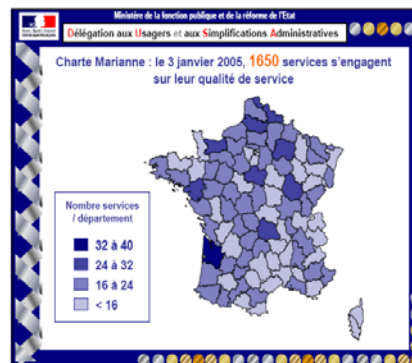 Ministère de la fonction publique et de la réforme de l'Etat
Délégation aux Usagers et aux Simplifications Administratives
Charte Marianne : le 3 janvier 2005, 1650 services s'engagent
sur leur qualité de service
Nombre services
/ département
32 à 40
24 à 32
16 à 24
< 16